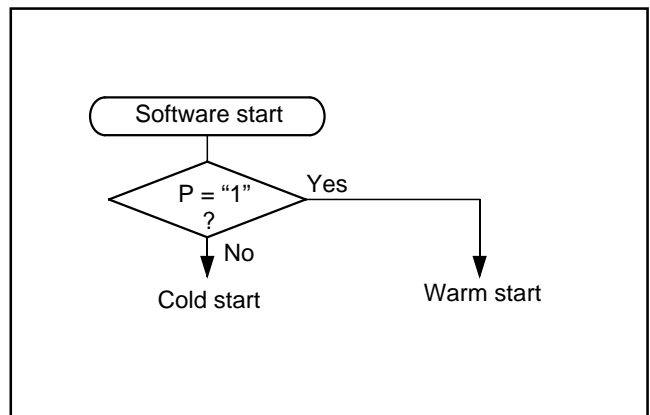 Software start
P = “1”
?
Yes
No
Cold start
Warm start